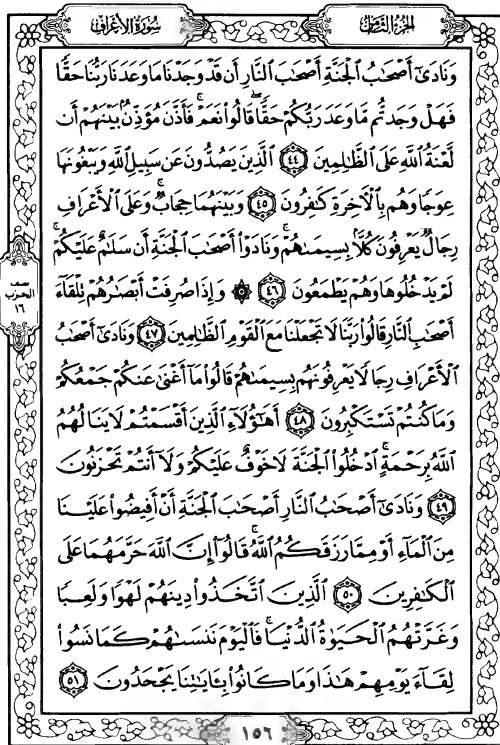 الجزء الثامن
سورة الأعراف
وَنَادَىٰٓ أَصْحَٰبُ ٱلْجَنَّةِ أَصْحَٰبَ ٱلنَّارِ أَن قَدْ وَجَدْنَا مَا وَعَدَنَا رَبُّنَا حَقًّا
فَهَلْ وَجَدتُّم مَّا وَعَدَ رَبُّكُمْ حَقًّاۖ قَالُوا۟ نَعَمْۚ فَأَذَّنَ مُؤَذِّنٌۢ بَيْنَهُمْ أَن
لَّعْنَةُ ٱللَّهِ عَلَى ٱلظَّٰلِمِينَ ٤٤ ٱلَّذِينَ يَصُدُّونَ عَن سَبِيلِ ٱللَّهِ وَيَبْغُونَهَا
عِوَجًا وَهُم بِٱلْـَٔاخِرَةِ كَٰفِرُونَ ٤٥ وَبَيْنَهُمَا حِجَابٌۚ وَعَلَى ٱلْأَعْرَافِ
رِجَالٌ يَعْرِفُونَ كُلًّۢا بِسِيمَىٰهُمْۚ وَنَادَوْا۟ أَصْحَٰبَ ٱلْجَنَّةِ أَن سَلَٰمٌ عَلَيْكُمْۚ
لَمْ يَدْخُلُوهَا وَهُمْ يَطْمَعُونَ ٤٦ ۞ وَإِذَا صُرِفَتْ أَبْصَٰرُهُمْ تِلْقَآءَ
أَصْحَٰبِ ٱلنَّارِ قَالُوا۟ رَبَّنَا لَا تَجْعَلْنَا مَعَ ٱلْقَوْمِ ٱلظَّٰلِمِينَ ٤٧ وَنَادَىٰٓ أَصْحَٰبُ
ٱلْأَعْرَافِ رِجَالًا يَعْرِفُونَهُم بِسِيمَىٰهُمْ قَالُوا۟ مَآ أَغْنَىٰ عَنكُمْ جَمْعُكُمْ
وَمَا كُنتُمْ تَسْتَكْبِرُونَ ٤٨ أَهَٰٓؤُلَآءِ ٱلَّذِينَ أَقْسَمْتُمْ لَا يَنَالُهُمُ
ٱللَّهُ بِرَحْمَةٍۚ ٱدْخُلُوا۟ ٱلْجَنَّةَ لَا خَوْفٌ عَلَيْكُمْ وَلَآ أَنتُمْ تَحْزَنُونَ
٤٩ وَنَادَىٰٓ أَصْحَٰبُ ٱلنَّارِ أَصْحَٰبَ ٱلْجَنَّةِ أَنْ أَفِيضُوا۟ عَلَيْنَا
مِنَ ٱلْمَآءِ أَوْ مِمَّا رَزَقَكُمُ ٱللَّهُۚ قَالُوٓا۟ إِنَّ ٱللَّهَ حَرَّمَهُمَا عَلَى
ٱلْكَٰفِرِينَ ٥٠ ٱلَّذِينَ ٱتَّخَذُوا۟ دِينَهُمْ لَهْوًا وَلَعِبًا
وَغَرَّتْهُمُ ٱلْحَيَوٰةُ ٱلدُّنْيَاۚ فَٱلْيَوْمَ نَنسَىٰهُمْ كَمَا نَسُوا۟
لِقَآءَ يَوْمِهِمْ هَٰذَا وَمَا كَانُوا۟ بِـَٔايَٰتِنَا يَجْحَدُونَ ٥١
نصف
الحزب
١٦
١٥٦